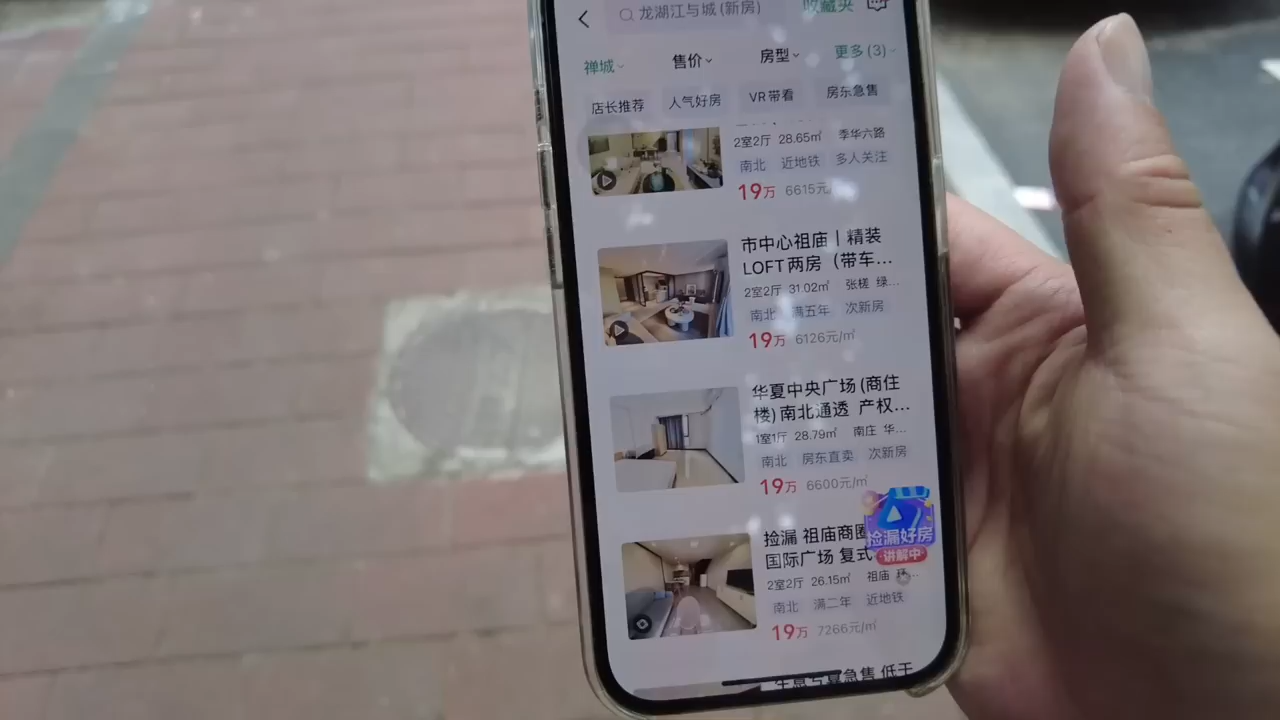 龙湖江与城(新房)
收藏夹
禅城 售价 房型 更多(3)
店长推荐 人气好房 VR带看 房东急售
2室2厅 28.65㎡ 季华六路
南北 近地铁 多人关注
19万 6615元/
市中心祖庙｜精装
LOFT两房（带车...
2室2厅 31.02㎡ 张槎 绿...
南北 满五年 次新房
19万 6126元/㎡
华夏中央广场(商住
楼)南北通透 产权...
1室1厅 28.79㎡ 南庄 华...
南北 房东直卖 次新房
19万 6600元/㎡
捡漏 祖庙商圈
国际广场 复式
2室2厅 26.15㎡ 祖庙
南北 满二年 近地铁
19万 7266元/㎡
捡漏好房
讲解中
急售 低于